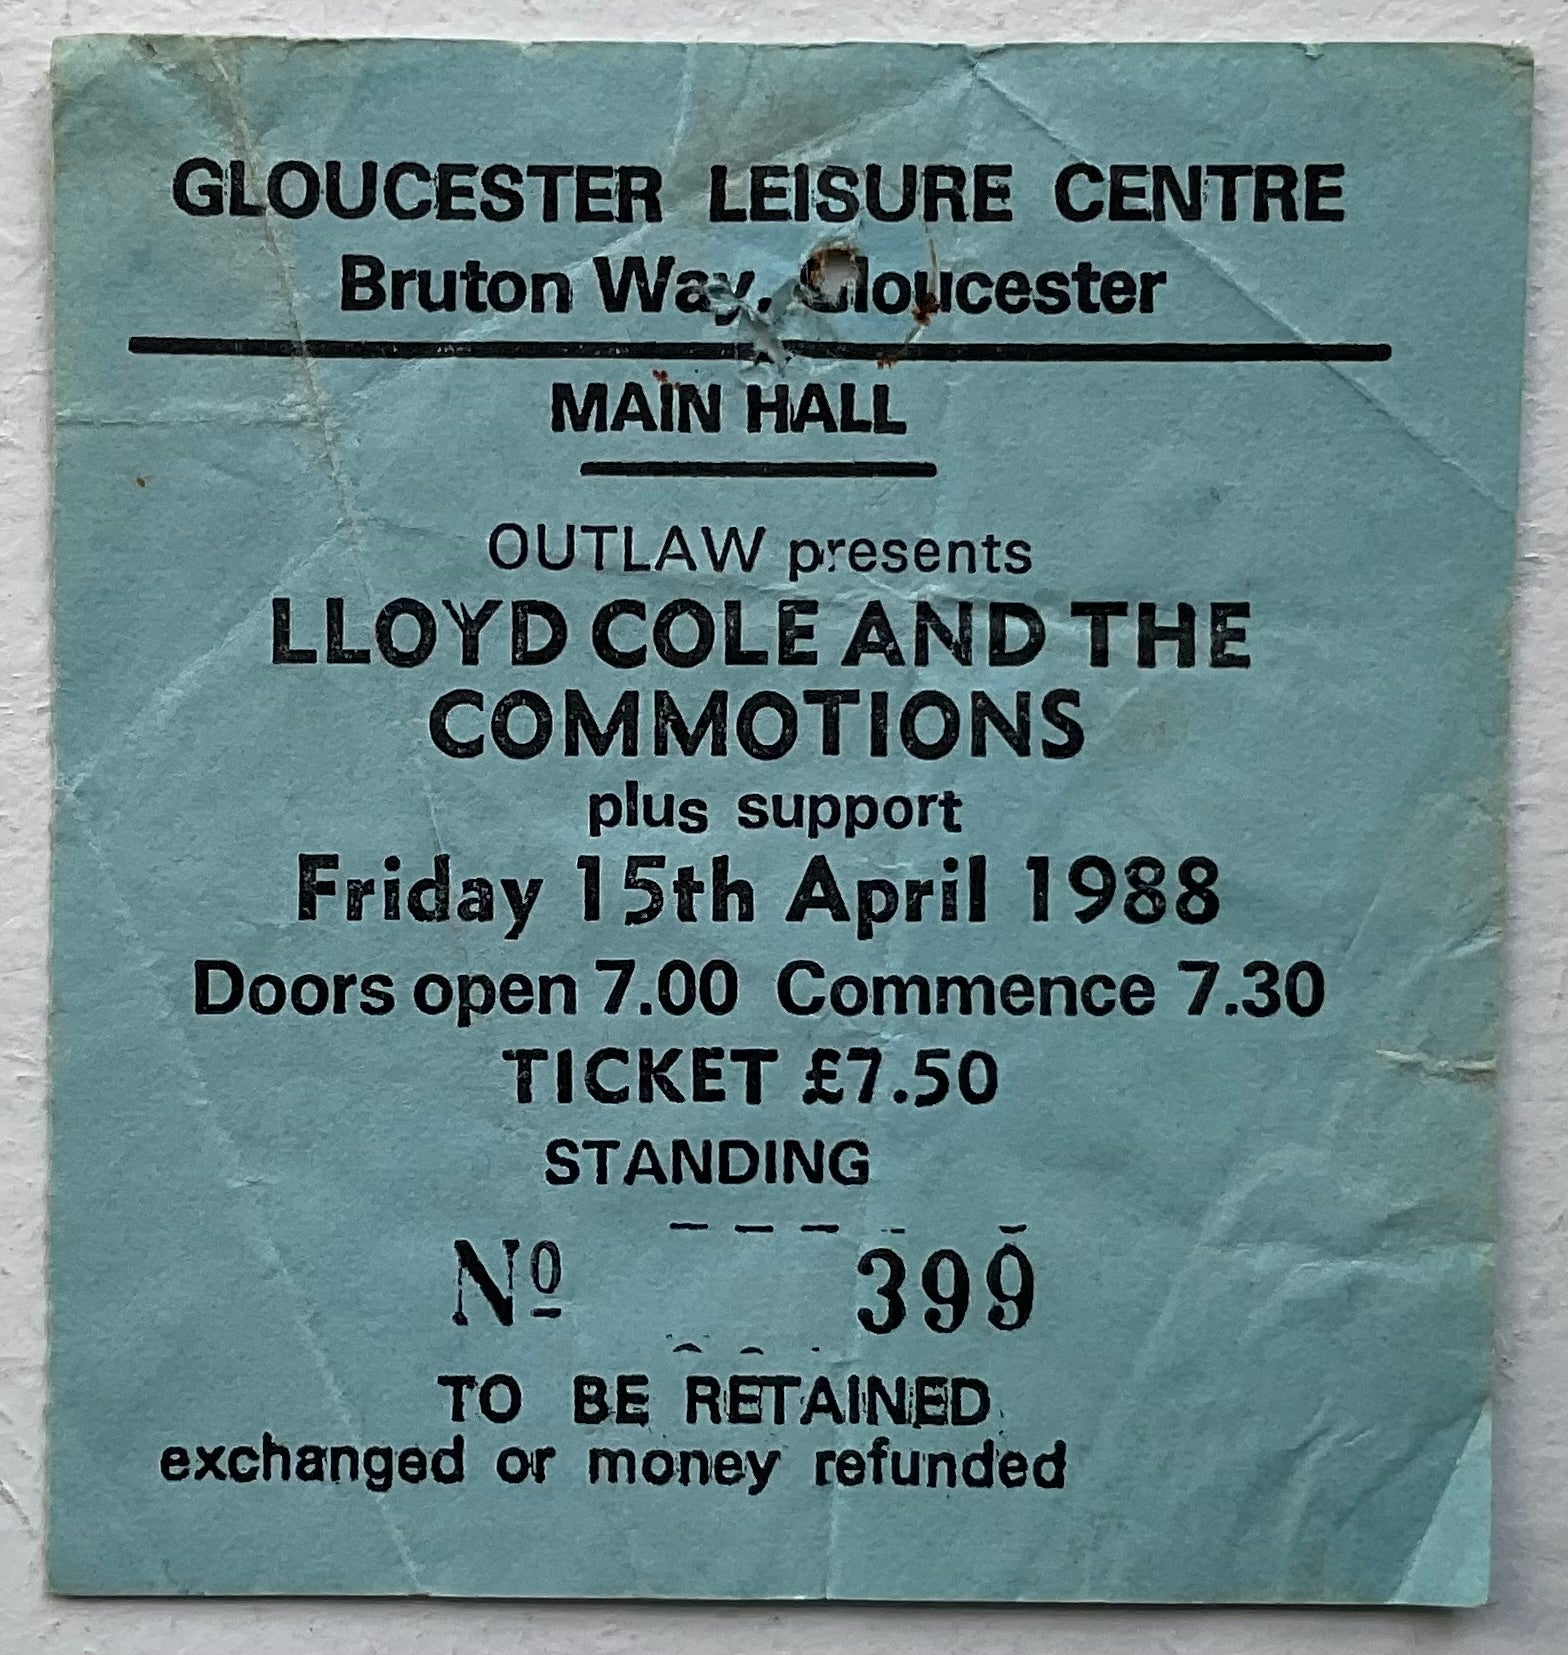 GLOUCESTER LEISURE CENTRE
Bruton Way, Gloucester
MAIN HALL
OUTLAW presents
LLOYD COLE AND THE
COMMOTIONS
plus support
Friday 15th April 1988
Doors open 7.00 Commence 7.30
TICKET £7.50
STANDING
Nº 399
TO BE RETAINED
exchanged or money refunded